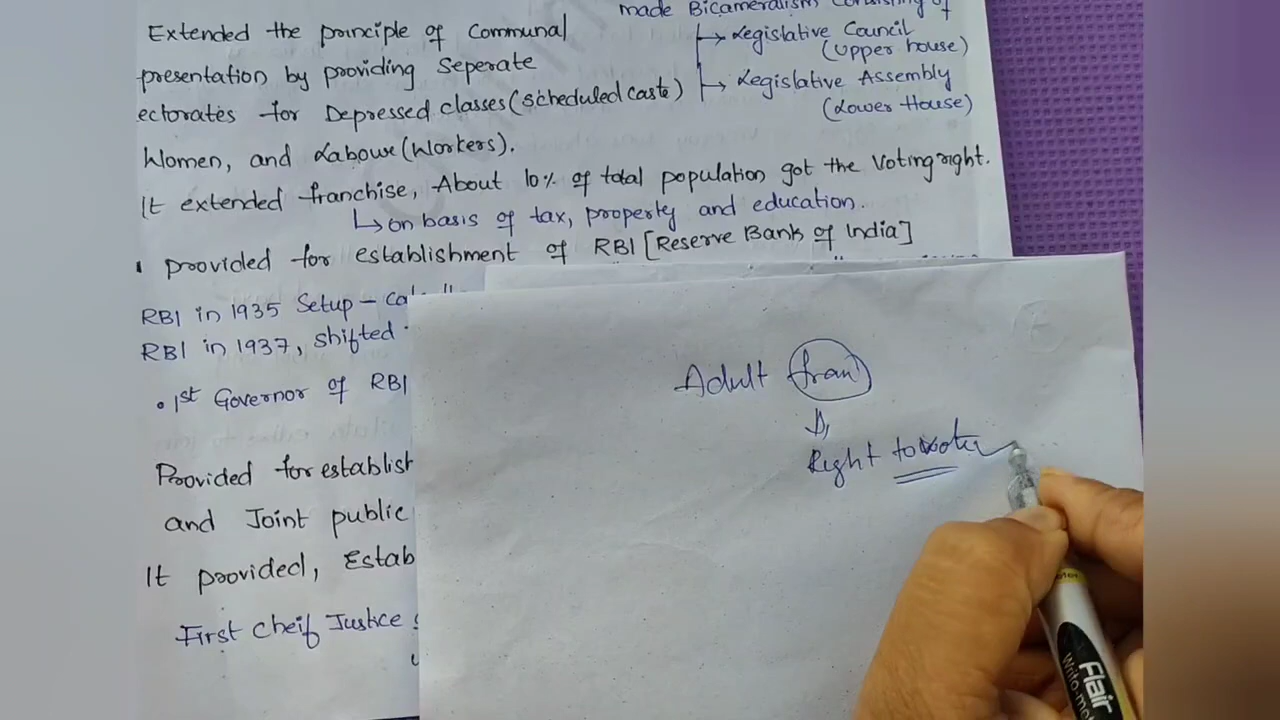 made Bicameralism consisting of
Extended the principle of Communal
→ Legislative Council
(Upper house)
presentation by providing Seperate
→ Legislative Assembly
(Lower House)
ectorates for Depressed classes (Scheduled caste)
Women, and Labour (Workers).
It extended franchise, About 10% of total population got the Voting right.
↳ on basis of tax, property and education.
provided for establishment of RBI [Reserve Bank of India]
RBI in 1935 Setup -
RBI in 1937, shifted
• 1st Governor of RBI
Provided for establish
and Joint public
It provided, Estab
First Cheif Justice
Adult fran
Right to vote
Flair
Writo-met